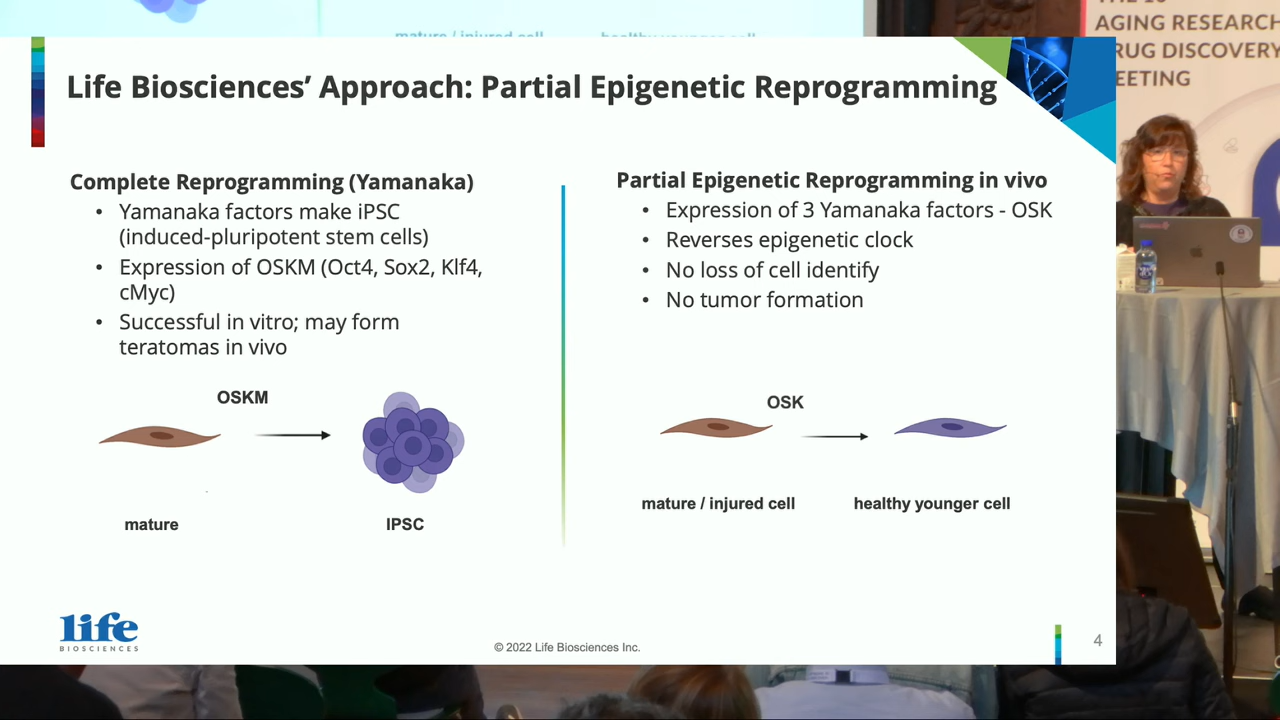 mature / injured cell
healthy younger cell
AGING RESEARCH
RUG DISCOVERY
EETING
Life Biosciences’ Approach: Partial Epigenetic Reprogramming
Complete Reprogramming (Yamanaka)
• Yamanaka factors make iPSC
(induced-pluripotent stem cells)
• Expression of OSKM (Oct4, Sox2, Klf4,
cMyc)
• Successful in vitro; may form
teratomas in vivo
OSKM
mature
IPSC
Partial Epigenetic Reprogramming in vivo
• Expression of 3 Yamanaka factors - OSK
• Reverses epigenetic clock
• No loss of cell identify
• No tumor formation
OSK
mature / injured cell
healthy younger cell
life
BIOSCIENCES
© 2022 Life Biosciences Inc.
4